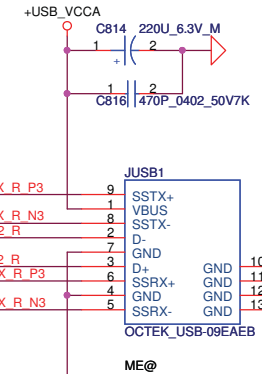 +USB_VCCA
C814 220U_6.3V_M
1 2
+
1 2
C816 470P_0402_50V7K
JUSB1
X_R_P3 9 SSTX+
1 VBUS
X_R_N3 8 SSTX-
2_R 2 D-
7 GND
2_R 3 D+ GND 10
X_R_P3 6 SSRX+ GND 11
4 GND GND 12
X_R_N3 5 SSRX- GND 13
OCTEK_USB-09EAEB
ME@